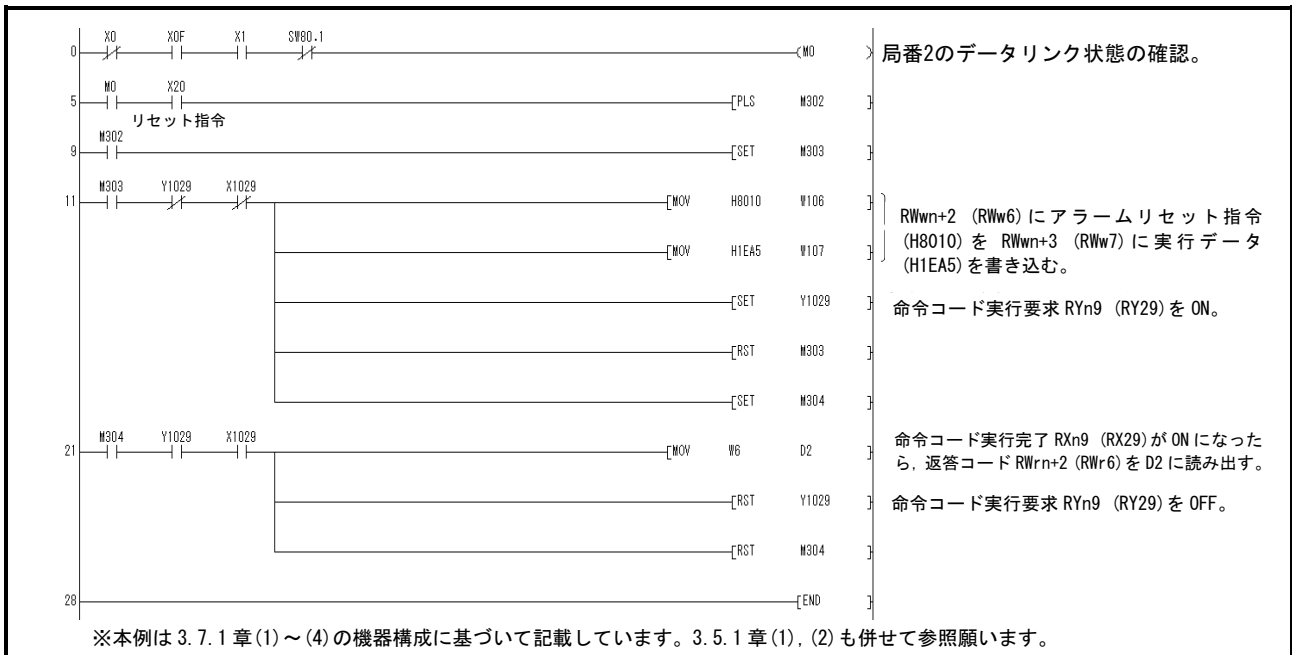 X0 X0F X1 SW80.1
0 (M0 ) 局番2のデータリンク状態の確認。
M0 X20
5 [PLS M302 ]
リセット指令
M302
9 [SET M303 ]
M303 Y1029 X1029
11 [MOV H8010 W106 ]
RWwn+2 (RWw6)にアラームリセット指令
(H8010)を RWwn+3 (RWw7)に実行データ
[MOV H1EA5 W107 ]
(H1EA5)を書き込む。
[SET Y1029 ] 命令コード実行要求 RYn9 (RY29)を ON。
[RST M303 ]
[SET M304 ]
M304 Y1029 X1029
21 [MOV W6 D2 ]
命令コード実行完了 RXn9 (RX29)が ON になった
ら, 返答コード RWrn+2 (RWr6)を D2 に読み出す。
[RST Y1029 ] 命令コード実行要求 RYn9 (RY29)を OFF。
[RST M304 ]
28 [END ]
※本例は 3.7.1 章(1)～(4)の機器構成に基づいて記載しています。3.5.1 章(1), (2)も併せて参照願います。